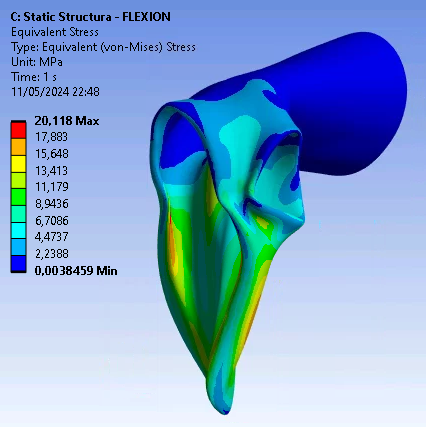 C: Static Structura - FLEXION
Equivalent Stress
Type: Equivalent (von-Mises) Stress
Unit: MPa
Time: 1 s
11/05/2024 22:48
20,118 Max
17,883
15,648
13,413
11,179
8,9436
6,7086
4,4737
2,2388
0,0038459 Min